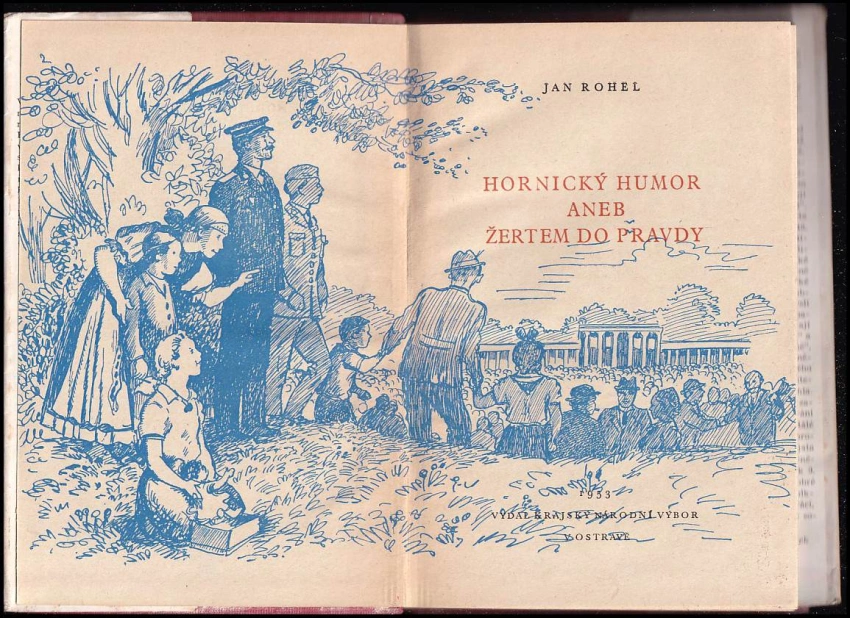 JAN ROHEL
HORNICKÝ HUMOR
ANEB
ŽERTEM DO PRAVDY
1953
VYDAL KRAJSKÝ NÁRODNÍ VÝBOR
V OSTRAVĚ